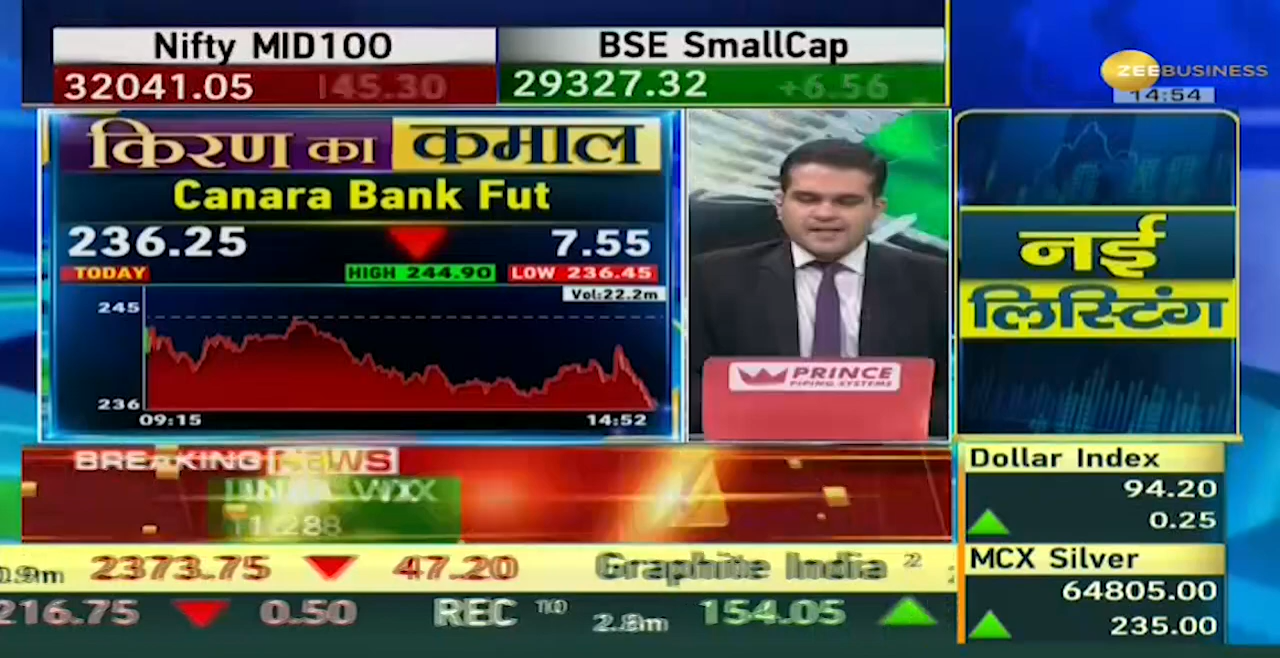 Nifty MID100
32041.05
BSE SmallCap
29327.32 +6.56
ZEEBUSINESS
14:54
किरण का कमाल
Canara Bank Fut
236.25 7.55
TODAY HIGH 244.90 LOW 236.45
Vol:22.2m
245
236
09:15 14:52
PRINCE
PIPING SYSTEMS
नई
लिस्टिंग
BREAKING NEWS
Dollar Index
94.20
0.25
MCX Silver
64805.00
235.00
2373.75 47.20 Graphite India
216.75 0.50 REC 2.8m 154.05